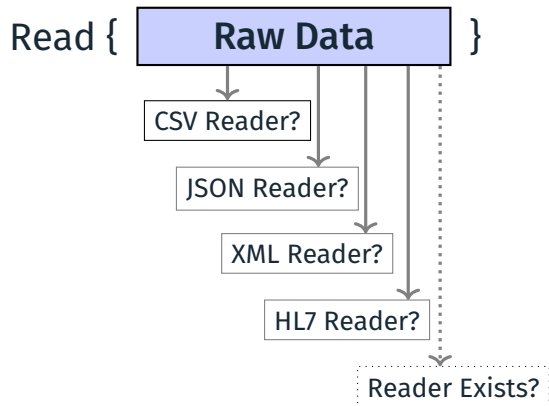 Read { Raw Data }
CSV Reader?
JSON Reader?
XML Reader?
HL7 Reader?
Reader Exists?